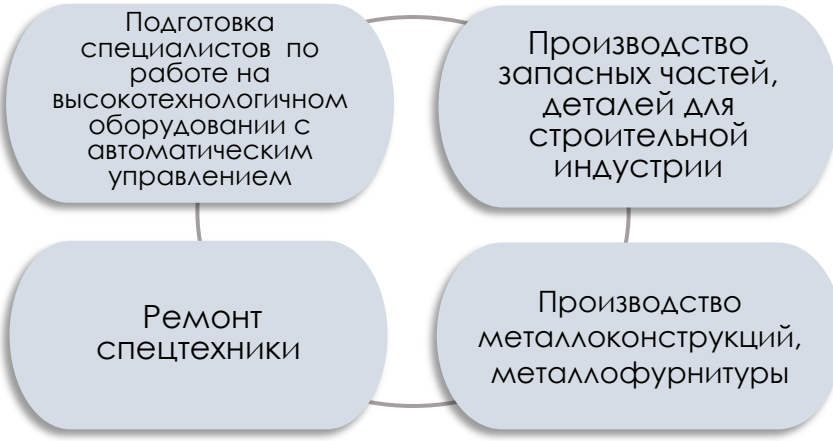 Подготовка
специалистов по
работе на
высокотехнологичном
оборудовании с
автоматическим
управлением
Производство
запасных частей,
деталей для
строительной
индустрии
Ремонт
спецтехники
Производство
металлоконструкций,
металлофурнитуры